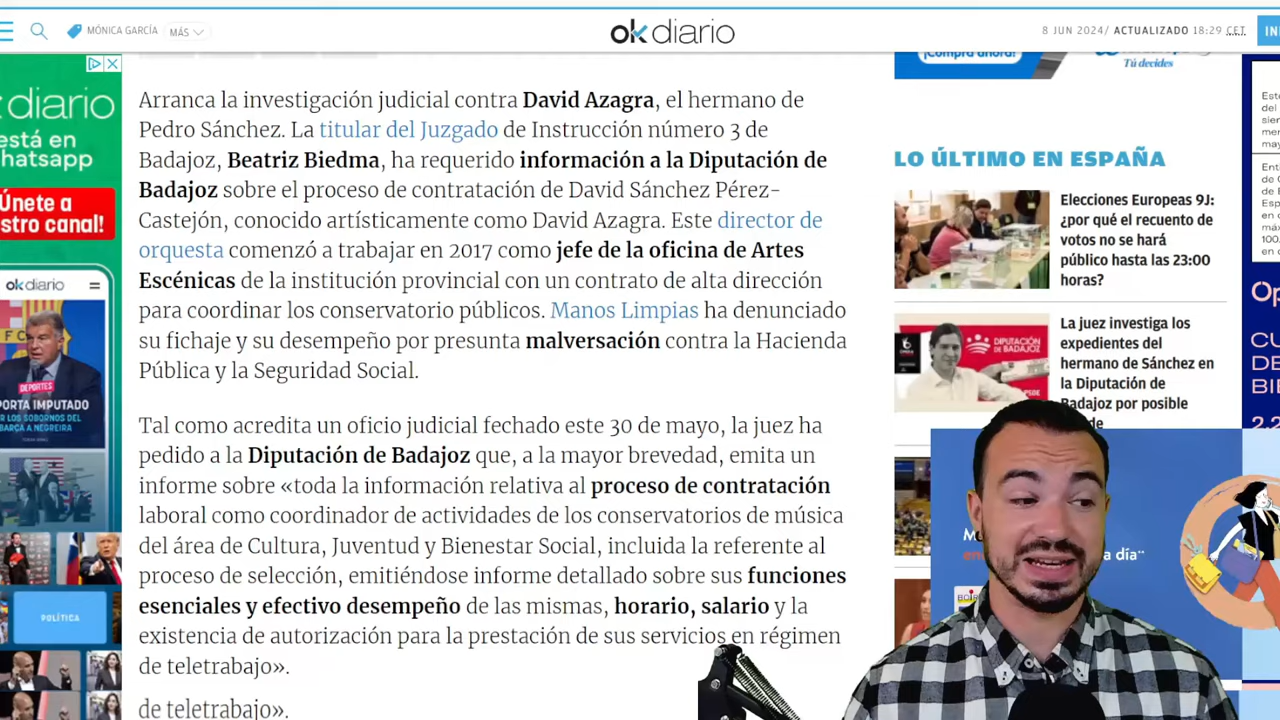 MÓNICA GARCÍA
MÁS
okdiario
8 JUN 2024/ ACTUALIZADO 18:29 CET
diario
está en
hatsapp
Únete a
stro canal!
okdiario
DEPORTES
PORTA IMPUTADO
POLÍTICA
Arranca la investigación judicial contra David Azagra, el hermano de
Pedro Sánchez. La titular del Juzgado de Instrucción número 3 de
Badajoz, Beatriz Biedma, ha requerido información a la Diputación de
Badajoz sobre el proceso de contratación de David Sánchez Pérez-
Castejón, conocido artísticamente como David Azagra. Este director de
orquesta comenzó a trabajar en 2017 como jefe de la oficina de Artes
Escénicas de la institución provincial con un contrato de alta dirección
para coordinar los conservatorio públicos. Manos Limpias ha denunciado
su fichaje y su desempeño por presunta malversación contra la Hacienda
Pública y la Seguridad Social.
Tal como acredita un oficio judicial fechado este 30 de mayo, la juez ha
pedido a la Diputación de Badajoz que, a la mayor brevedad, emita un
informe sobre «toda la información relativa al proceso de contratación
laboral como coordinador de actividades de los conservatorios de música
del área de Cultura, Juventud y Bienestar Social, incluida la referente al
proceso de selección, emitiéndose informe detallado sobre sus funciones
esenciales y efectivo desempeño de las mismas, horario, salario y la
existencia de autorización para la prestación de sus servicios en régimen
de teletrabajo».
de teletrabajo».
¡Compra ahora!
Tú decides
LO ÚLTIMO EN ESPAÑA
Elecciones Europeas 9J:
¿por qué el recuento de
votos no se hará
público hasta las 23:00
horas?
DIPUTACIÓN
DE BADAJOZ
La juez investiga los
expedientes del
hermano de Sánchez en
la Diputación de
Badajoz por posible
a día